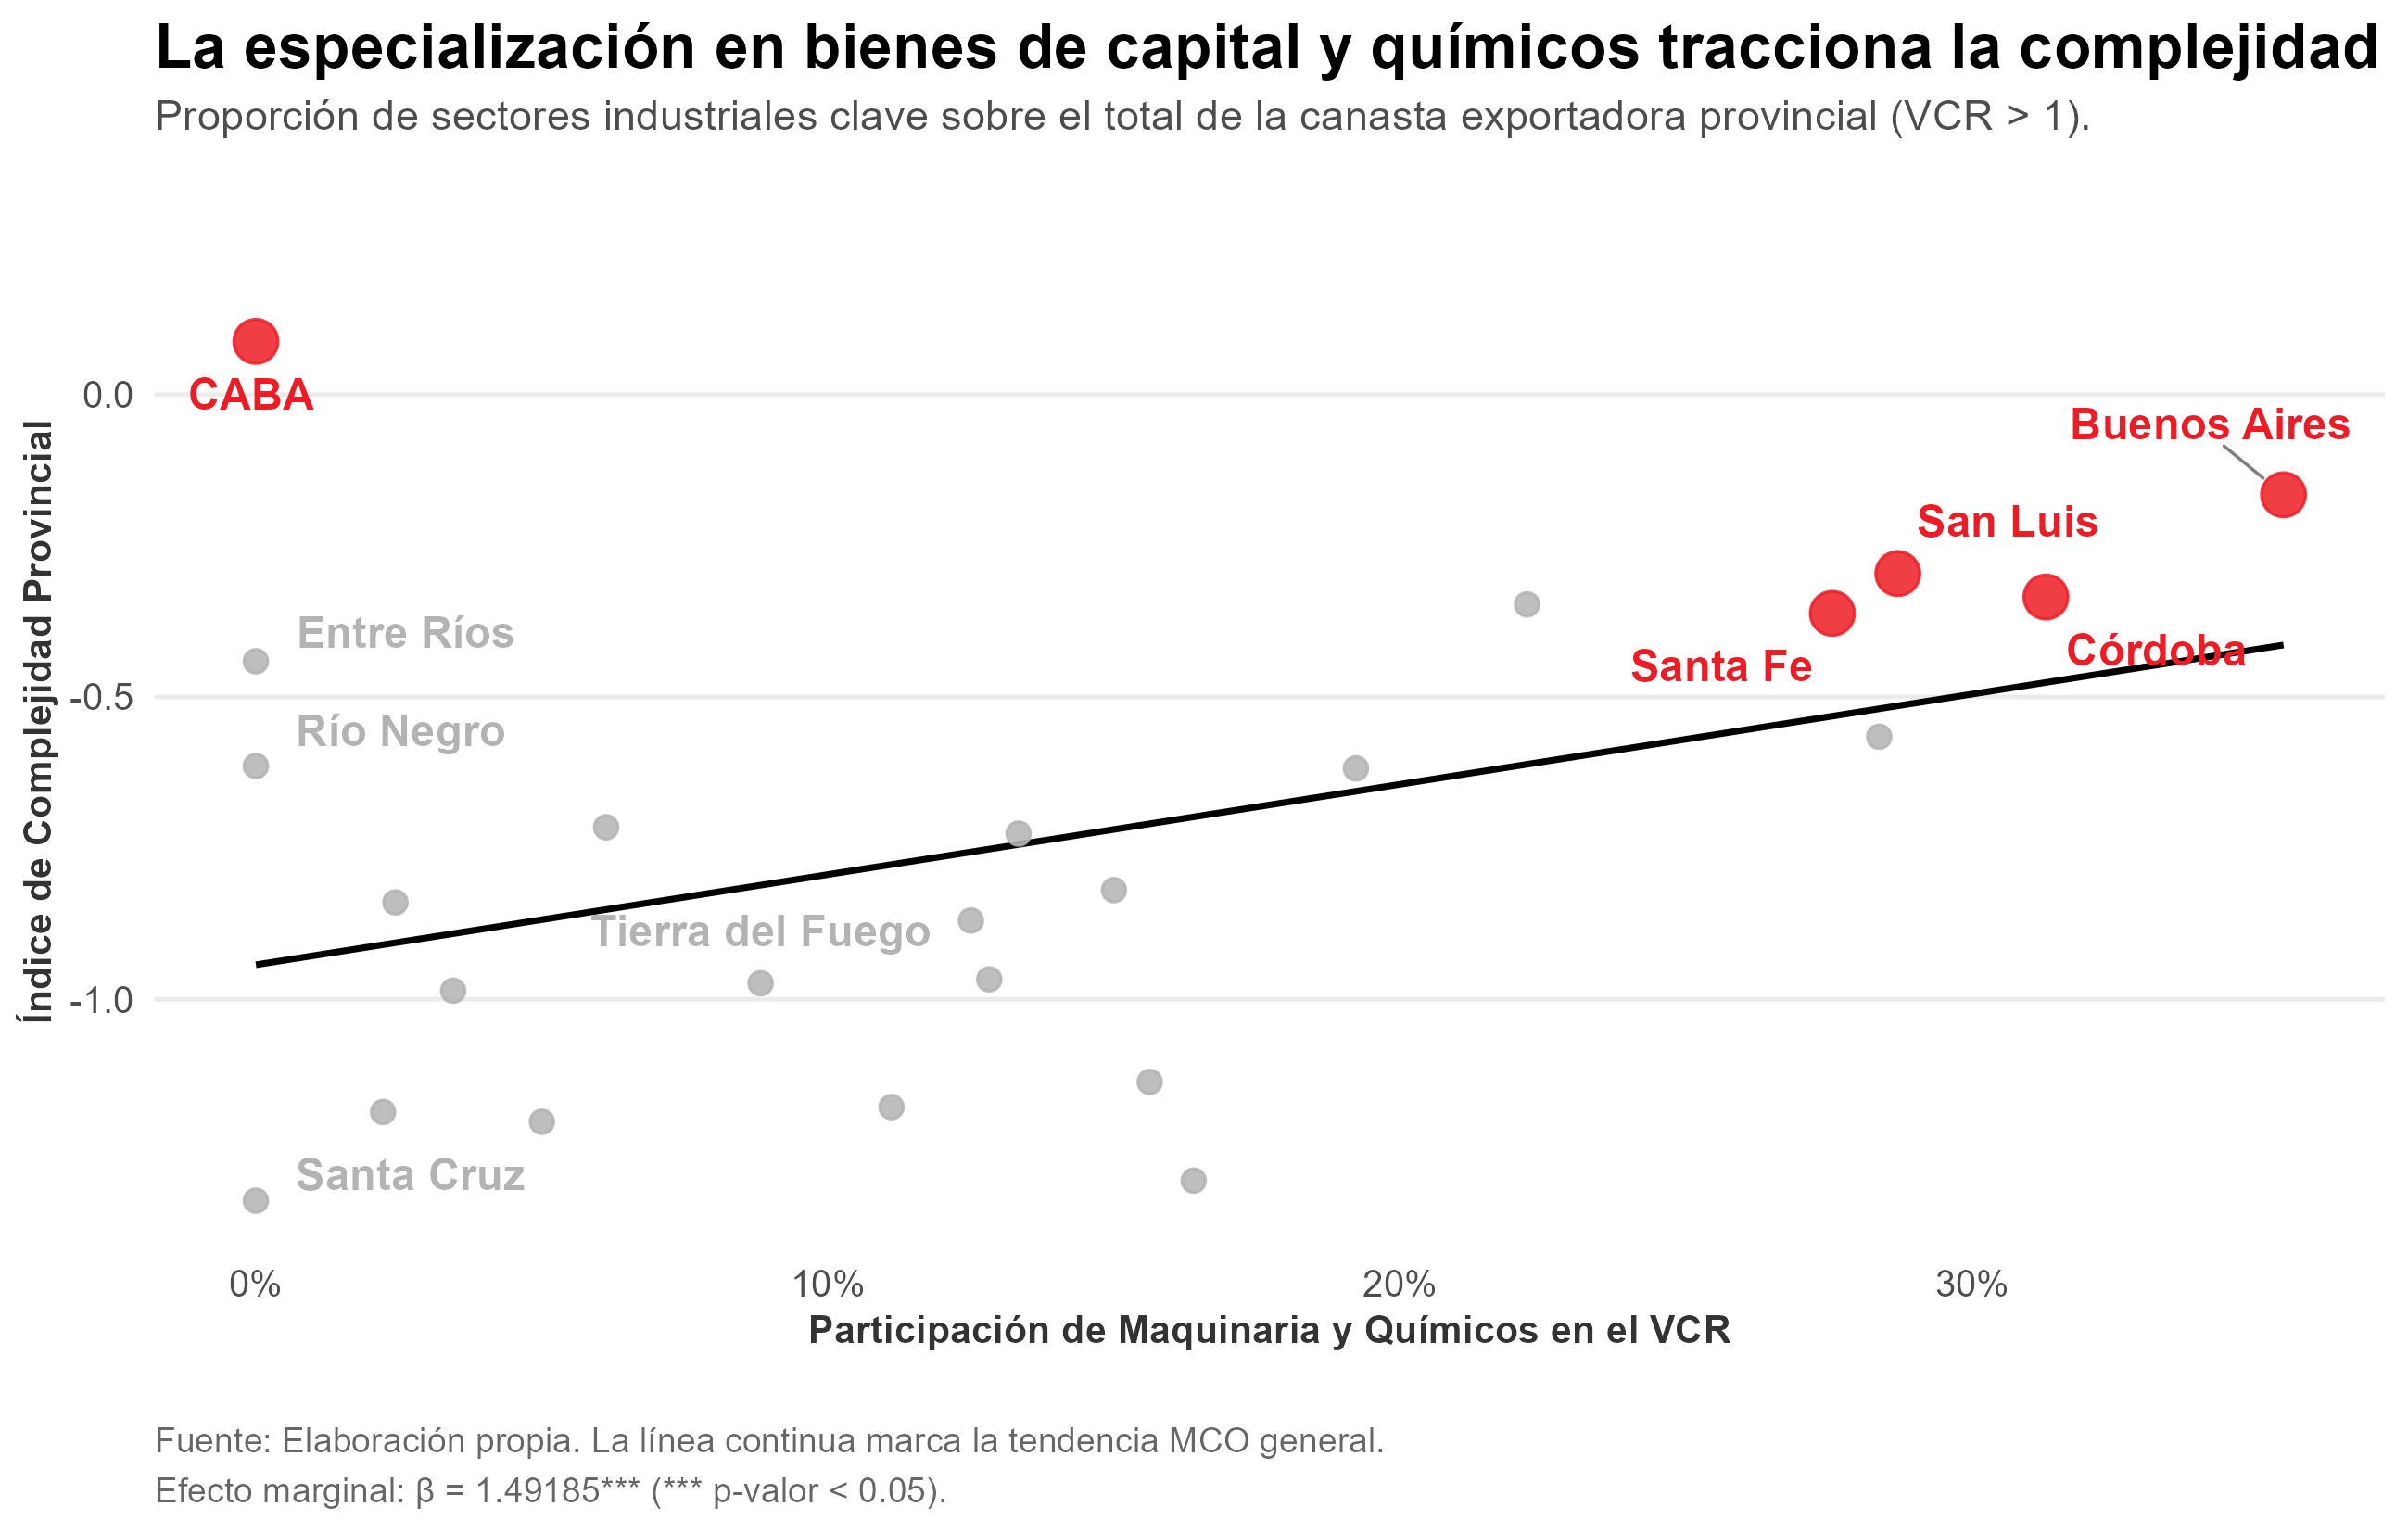 La especialización en bienes de capital y químicos tracciona la complejidad
Proporción de sectores industriales clave sobre el total de la canasta exportadora provincial (VCR > 1).
Índice de Complejidad Provincial
0.0
-0.5
-1.0
CABA
Buenos Aires
San Luis
Entre Ríos
Santa Fe
Córdoba
Río Negro
Tierra del Fuego
Santa Cruz
0%
10%
20%
30%
Participación de Maquinaria y Químicos en el VCR
Fuente: Elaboración propia. La línea continua marca la tendencia MCO general.
Efecto marginal: β = 1.49185*** (*** p-valor < 0.05).